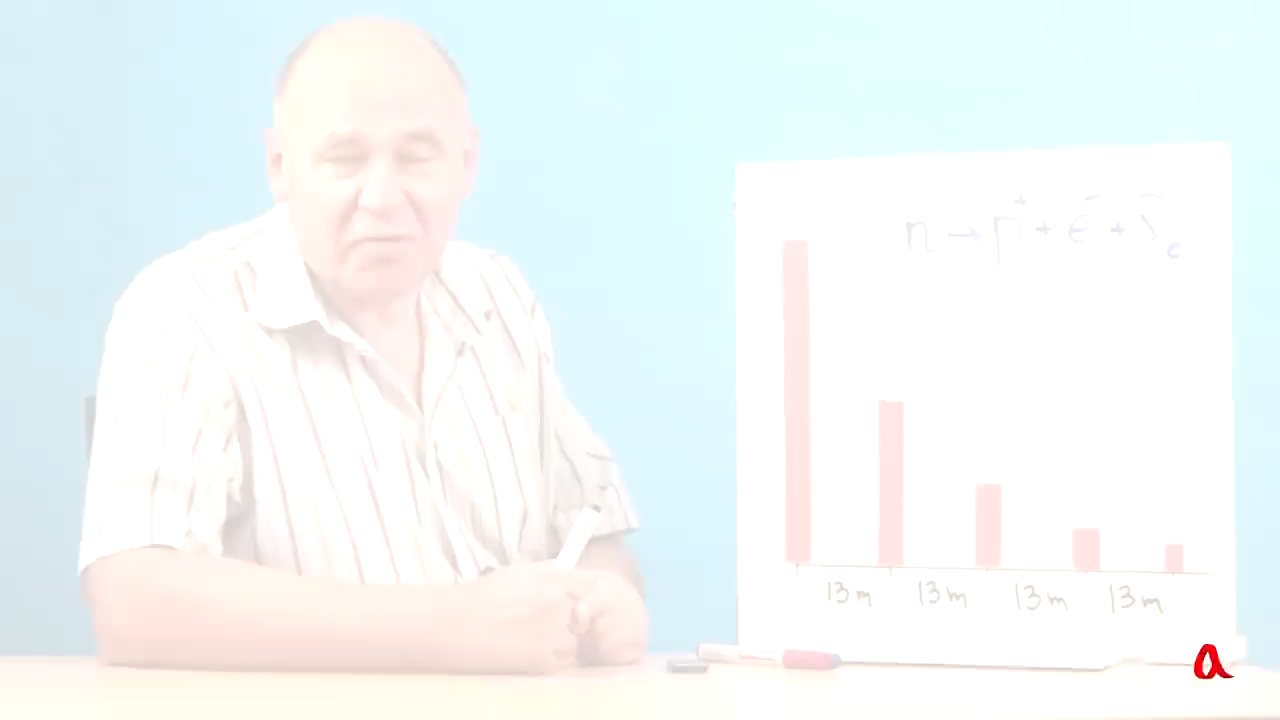 n → p⁺ + e⁻ + ν̅e
13m 13m 13m 13m
a